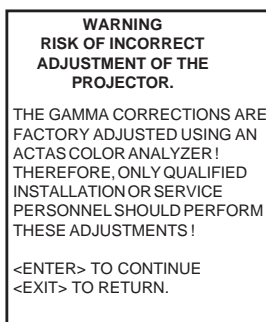 WARNING
RISK OF INCORRECT
ADJUSTMENT OF THE
PROJECTOR.
THE GAMMA CORRECTIONS ARE
FACTORY ADJUSTED USING AN
ACTAS COLOR ANALYZER !
THEREFORE, ONLY QUALIFIED
INSTALLATION OR SERVICE
PERSONNEL SHOULD PERFORM
THESE ADJUSTMENTS !
<ENTER> TO CONTINUE
<EXIT> TO RETURN.